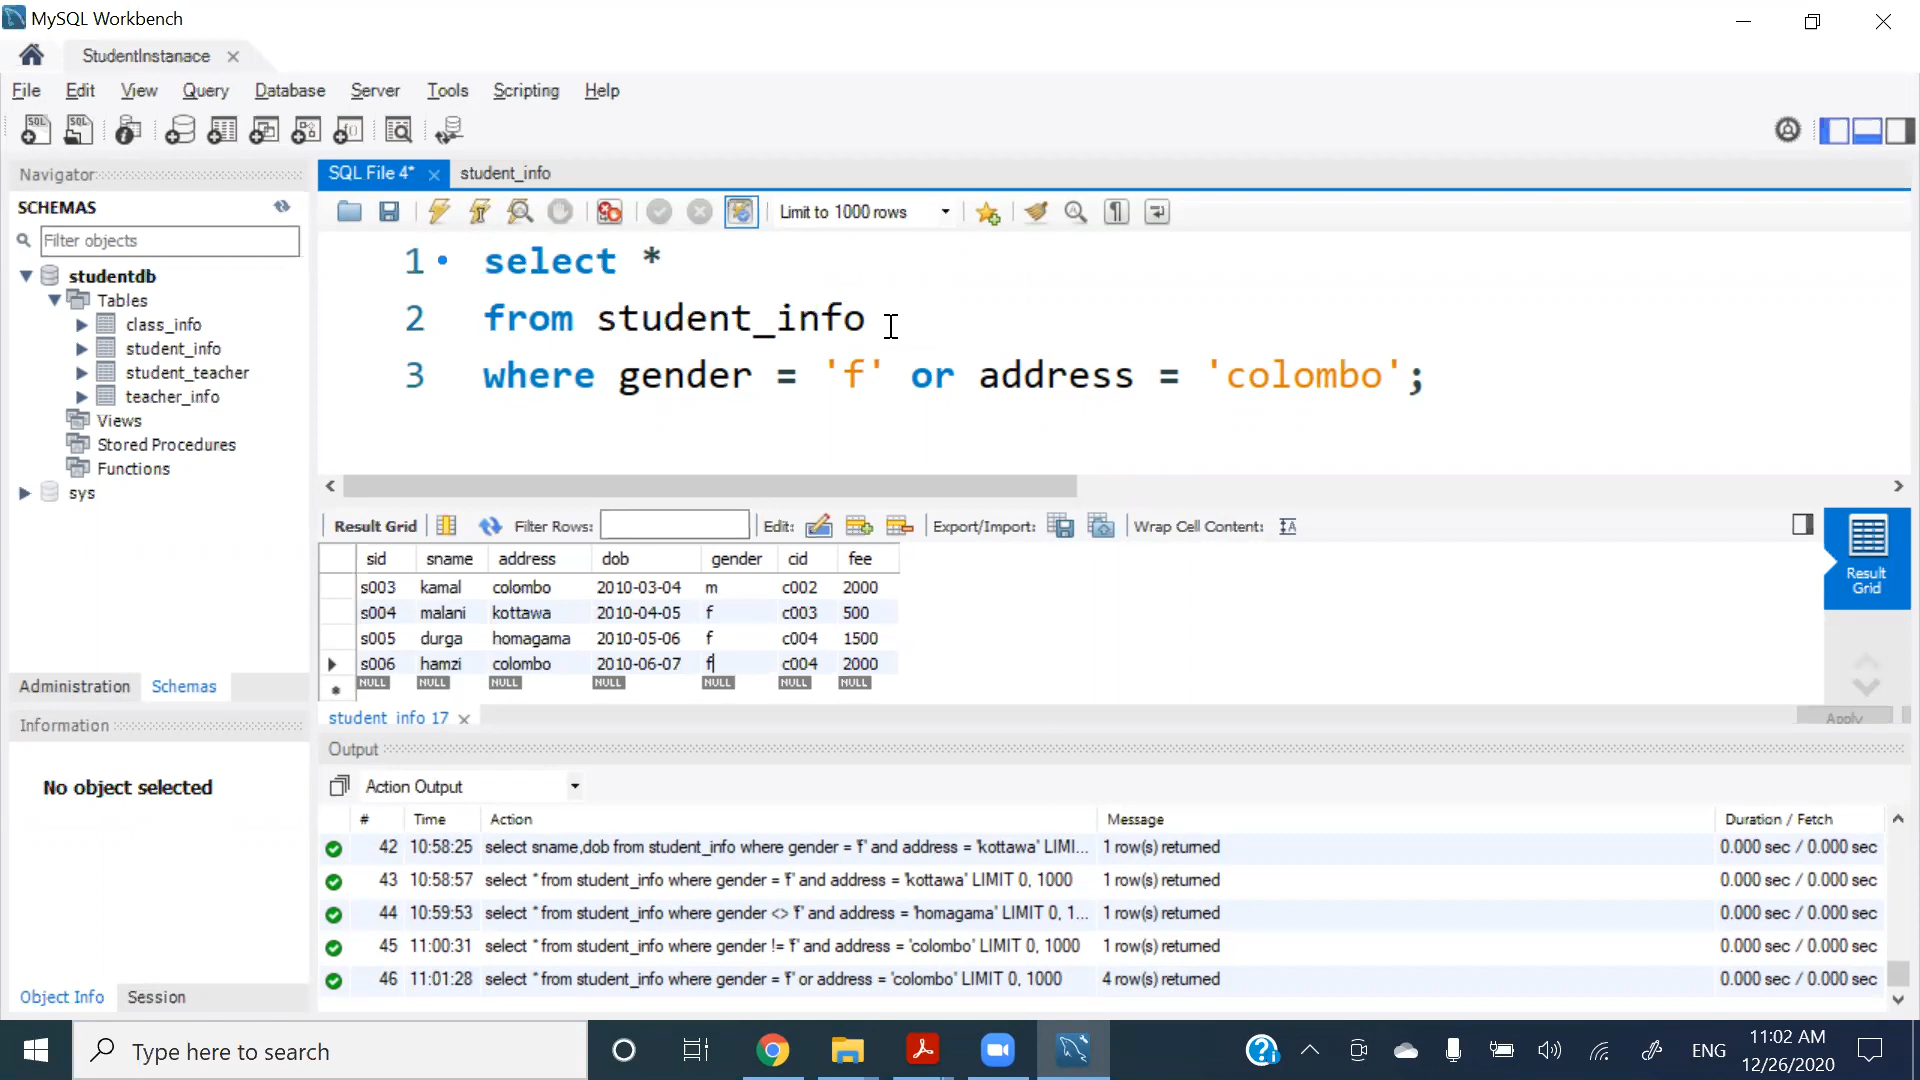 MySQL Workbench
StudentInstanace
File Edit View Query Database Server Tools Scripting Help
Navigator
SCHEMAS
Filter objects
studentdb
Tables
class_info
student_info
student_teacher
teacher_info
Views
Stored Procedures
Functions
sys
Administration Schemas
Information
No object selected
Object Info Session
SQL File 4* student_info
Limit to 1000 rows
1 select *
2 from student_info
3 where gender = 'f' or address = 'colombo';
Result Grid Filter Rows: Edit: Export/Import: Wrap Cell Content:
sid sname address dob gender cid fee
s003 kamal colombo 2010-03-04 m c002 2000
s004 malani kottawa 2010-04-05 f c003 500
s005 durga homagama 2010-05-06 f c004 1500
s006 hamzi colombo 2010-06-07 f c004 2000
NULL NULL NULL NULL NULL NULL NULL
Result
Grid
student info 17
Apply
Output
Action Output
# Time Action Message Duration / Fetch
42 10:58:25 select sname,dob from student_info where gender = 'f' and address = 'kottawa' LIMI... 1 row(s) returned 0.000 sec / 0.000 sec
43 10:58:57 select * from student_info where gender = 'f' and address = 'kottawa' LIMIT 0, 1000 1 row(s) returned 0.000 sec / 0.000 sec
44 10:59:53 select * from student_info where gender <> 'f' and address = 'homagama' LIMIT 0, 1... 1 row(s) returned 0.000 sec / 0.000 sec
45 11:00:31 select * from student_info where gender != 'f' and address = 'colombo' LIMIT 0, 1000 1 row(s) returned 0.000 sec / 0.000 sec
46 11:01:28 select * from student_info where gender = 'f' or address = 'colombo' LIMIT 0, 1000 4 row(s) returned 0.000 sec / 0.000 sec
Type here to search
ENG
11:02 AM
12/26/2020